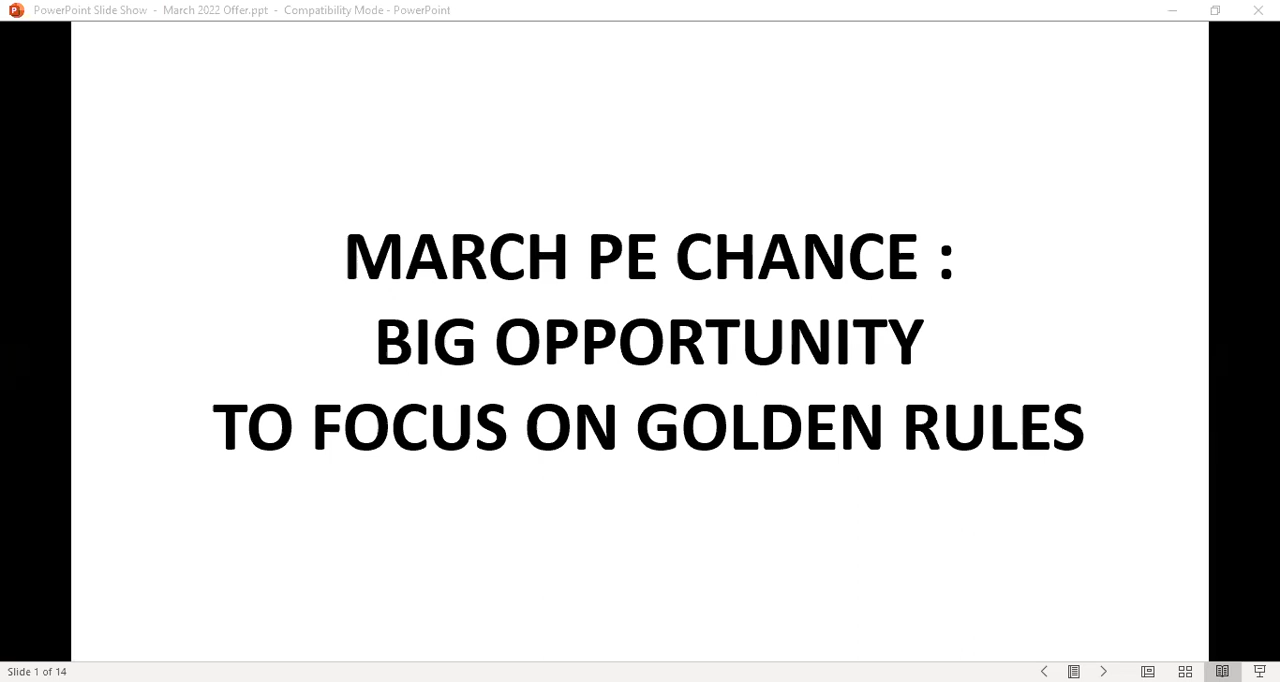 PowerPoint Slide Show - March 2022 Offer.ppt - Compatibility Mode - PowerPoint
MARCH PE CHANCE :
BIG OPPORTUNITY
TO FOCUS ON GOLDEN RULES
Slide 1 of 14